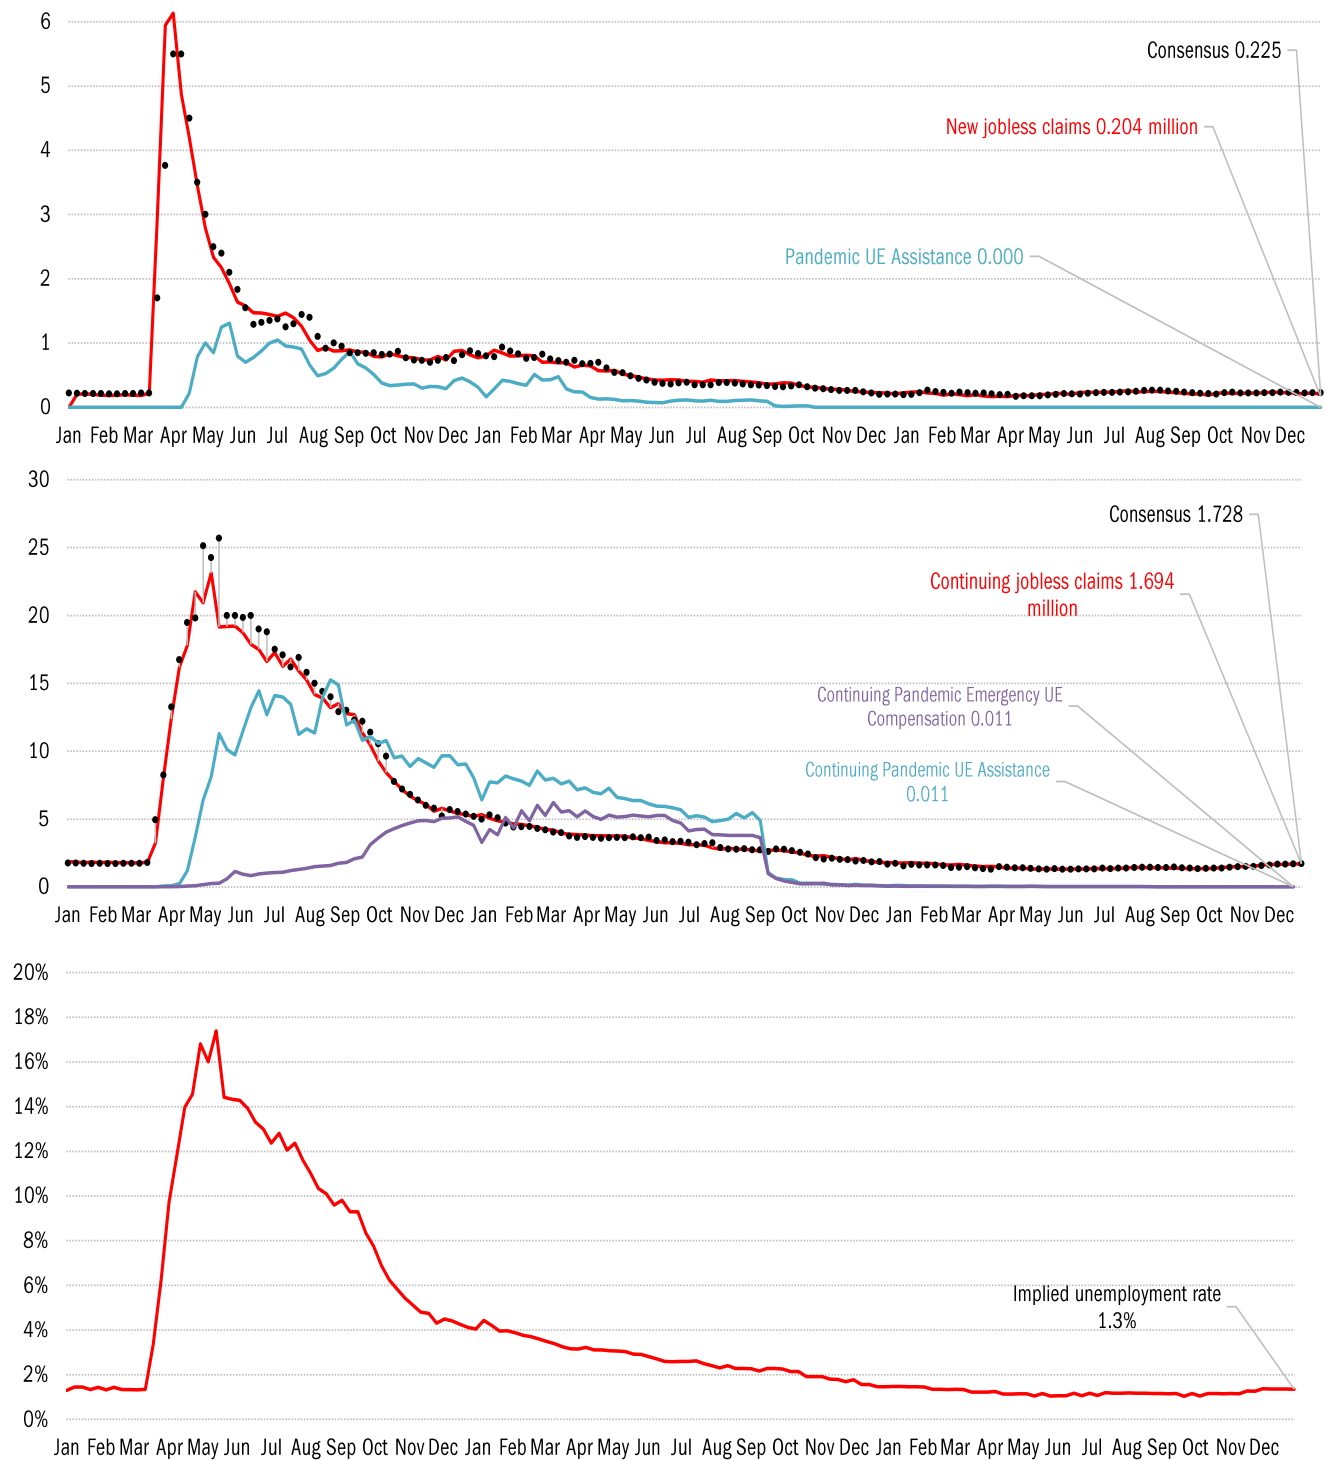 6
Consensus 0.225
5
New jobless claims 0.204 million
4
3
Pandemic UE Assistance 0.000
2
1
0
Jan Feb Mar Apr May Jun Jul Aug Sep Oct Nov Dec Jan Feb Mar Apr May Jun Jul Aug Sep Oct Nov Dec Jan Feb Mar Apr May Jun Jul Aug Sep Oct Nov Dec
30
Consensus 1.728
25
Continuing jobless claims 1.694
million
20
15
Continuing Pandemic Emergency UE
Compensation 0.011
10
Continuing Pandemic UE Assistance
0.011
5
0
Jan Feb Mar Apr May Jun Jul Aug Sep Oct Nov Dec Jan Feb Mar Apr May Jun Jul Aug Sep Oct Nov Dec Jan Feb Mar Apr May Jun Jul Aug Sep Oct Nov Dec
20%
18%
16%
14%
12%
10%
8%
6%
Implied unemployment rate
1.3%
4%
2%
0%
Jan Feb Mar Apr May Jun Jul Aug Sep Oct Nov Dec Jan Feb Mar Apr May Jun Jul Aug Sep Oct Nov Dec Jan Feb Mar Apr May Jun Jul Aug Sep Oct Nov Dec